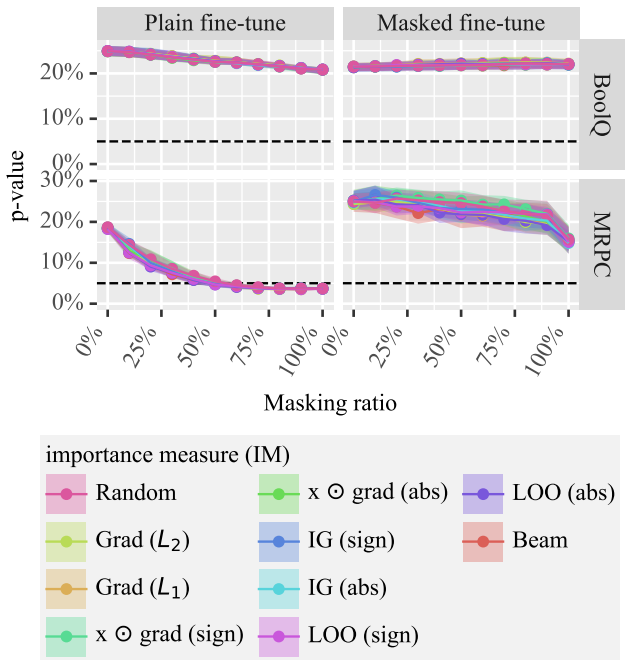 Plain fine-tune Masked fine-tune
20%
10%
0%
BoolQ
p-value
30%
20%
10%
0%
MRPC
0% 25% 50% 75% 100% 0% 25% 50% 75% 100%
Masking ratio
importance measure (IM)
Random x ⊙ grad (abs) LOO (abs)
Grad (L₂) IG (sign) Beam
Grad (L₁) IG (abs)
x ⊙ grad (sign) LOO (sign)